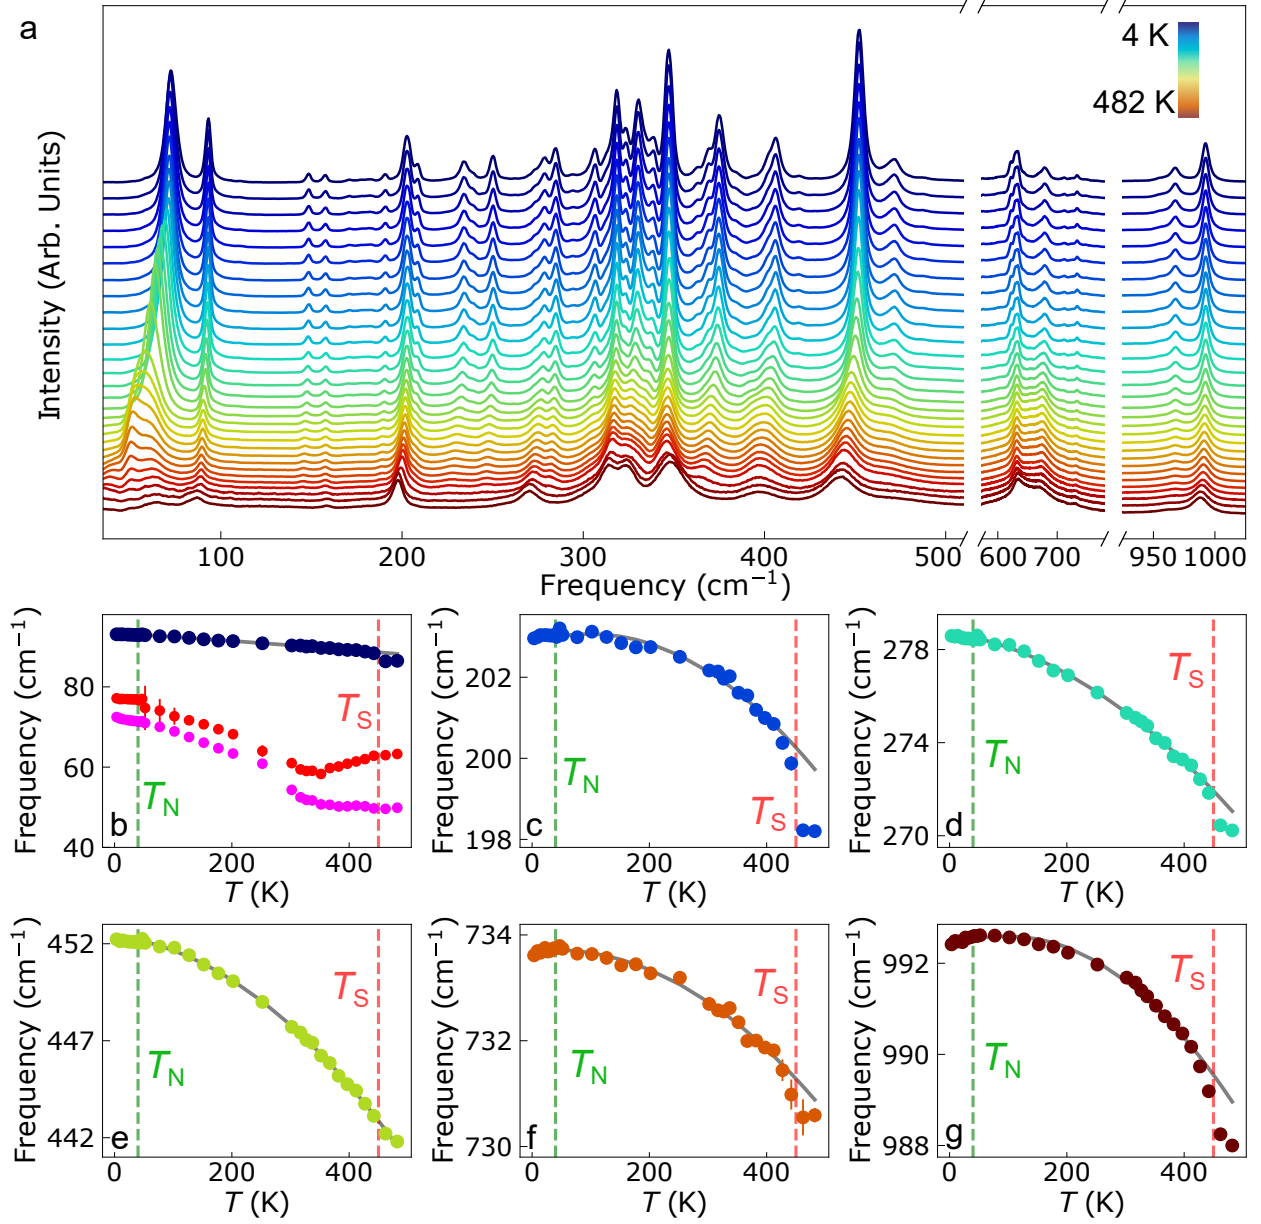 a
4 K
482 K
Intensity (Arb. Units)
100 200 300 400 500 600 700 950 1000
Frequency (cm⁻¹)
Frequency (cm⁻¹)
80
60
40
T_S
T_N
b
0 200 400
T (K)
Frequency (cm⁻¹)
202
200
198
T_N
T_S
c
0 200 400
T (K)
Frequency (cm⁻¹)
278
274
270
T_S
T_N
d
0 200 400
T (K)
Frequency (cm⁻¹)
452
447
442
T_S
T_N
e
0 200 400
T (K)
Frequency (cm⁻¹)
734
732
730
T_S
T_N
f
0 200 400
T (K)
Frequency (cm⁻¹)
992
990
988
T_S
T_N
g
0 200 400
T (K)